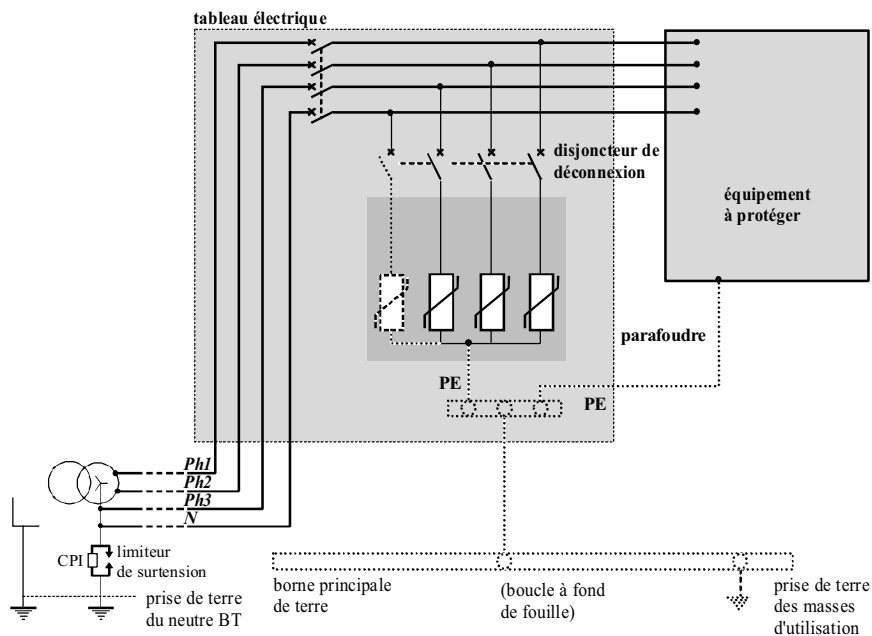 tableau électrique
disjoncteur de
déconnexion
équipement
à protéger
parafoudre
PE
PE
Ph1
Ph2
Ph3
N
CPI
limiteur
de surtension
prise de terre
du neutre BT
borne principale
de terre
(boucle à fond
de fouille)
prise de terre
des masses
d'utilisation